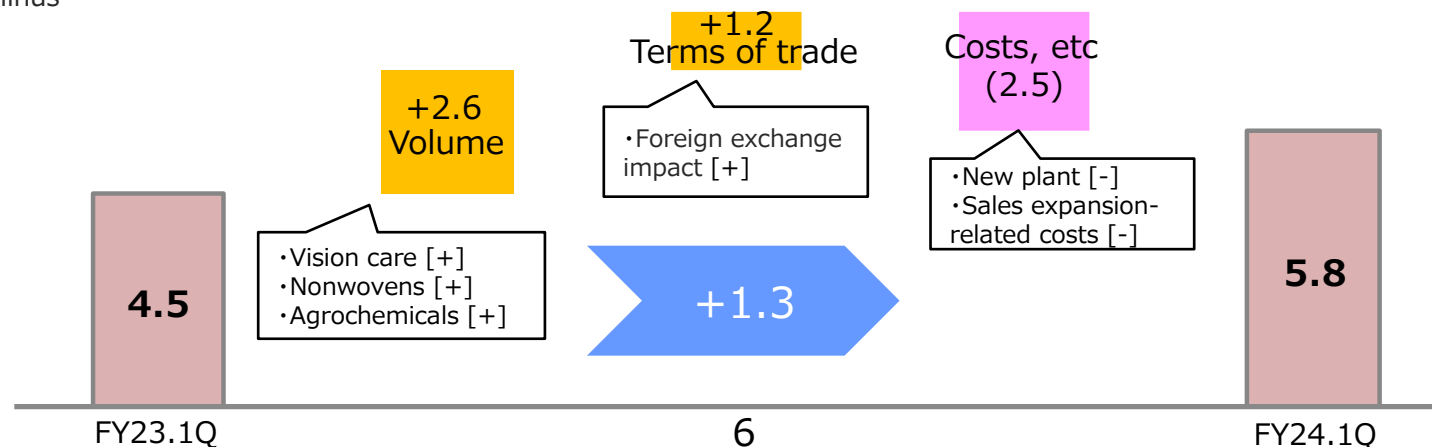 +1.2
Terms of trade
Costs, etc
(2.5)
+2.6
Volume
・Foreign exchange
impact [+]
・New plant [-]
・Sales expansion-
related costs [-]
・Vision care [+]
・Nonwovens [+]
・Agrochemicals [+]
4.5
+1.3
5.8
FY23.1Q
6
FY24.1Q